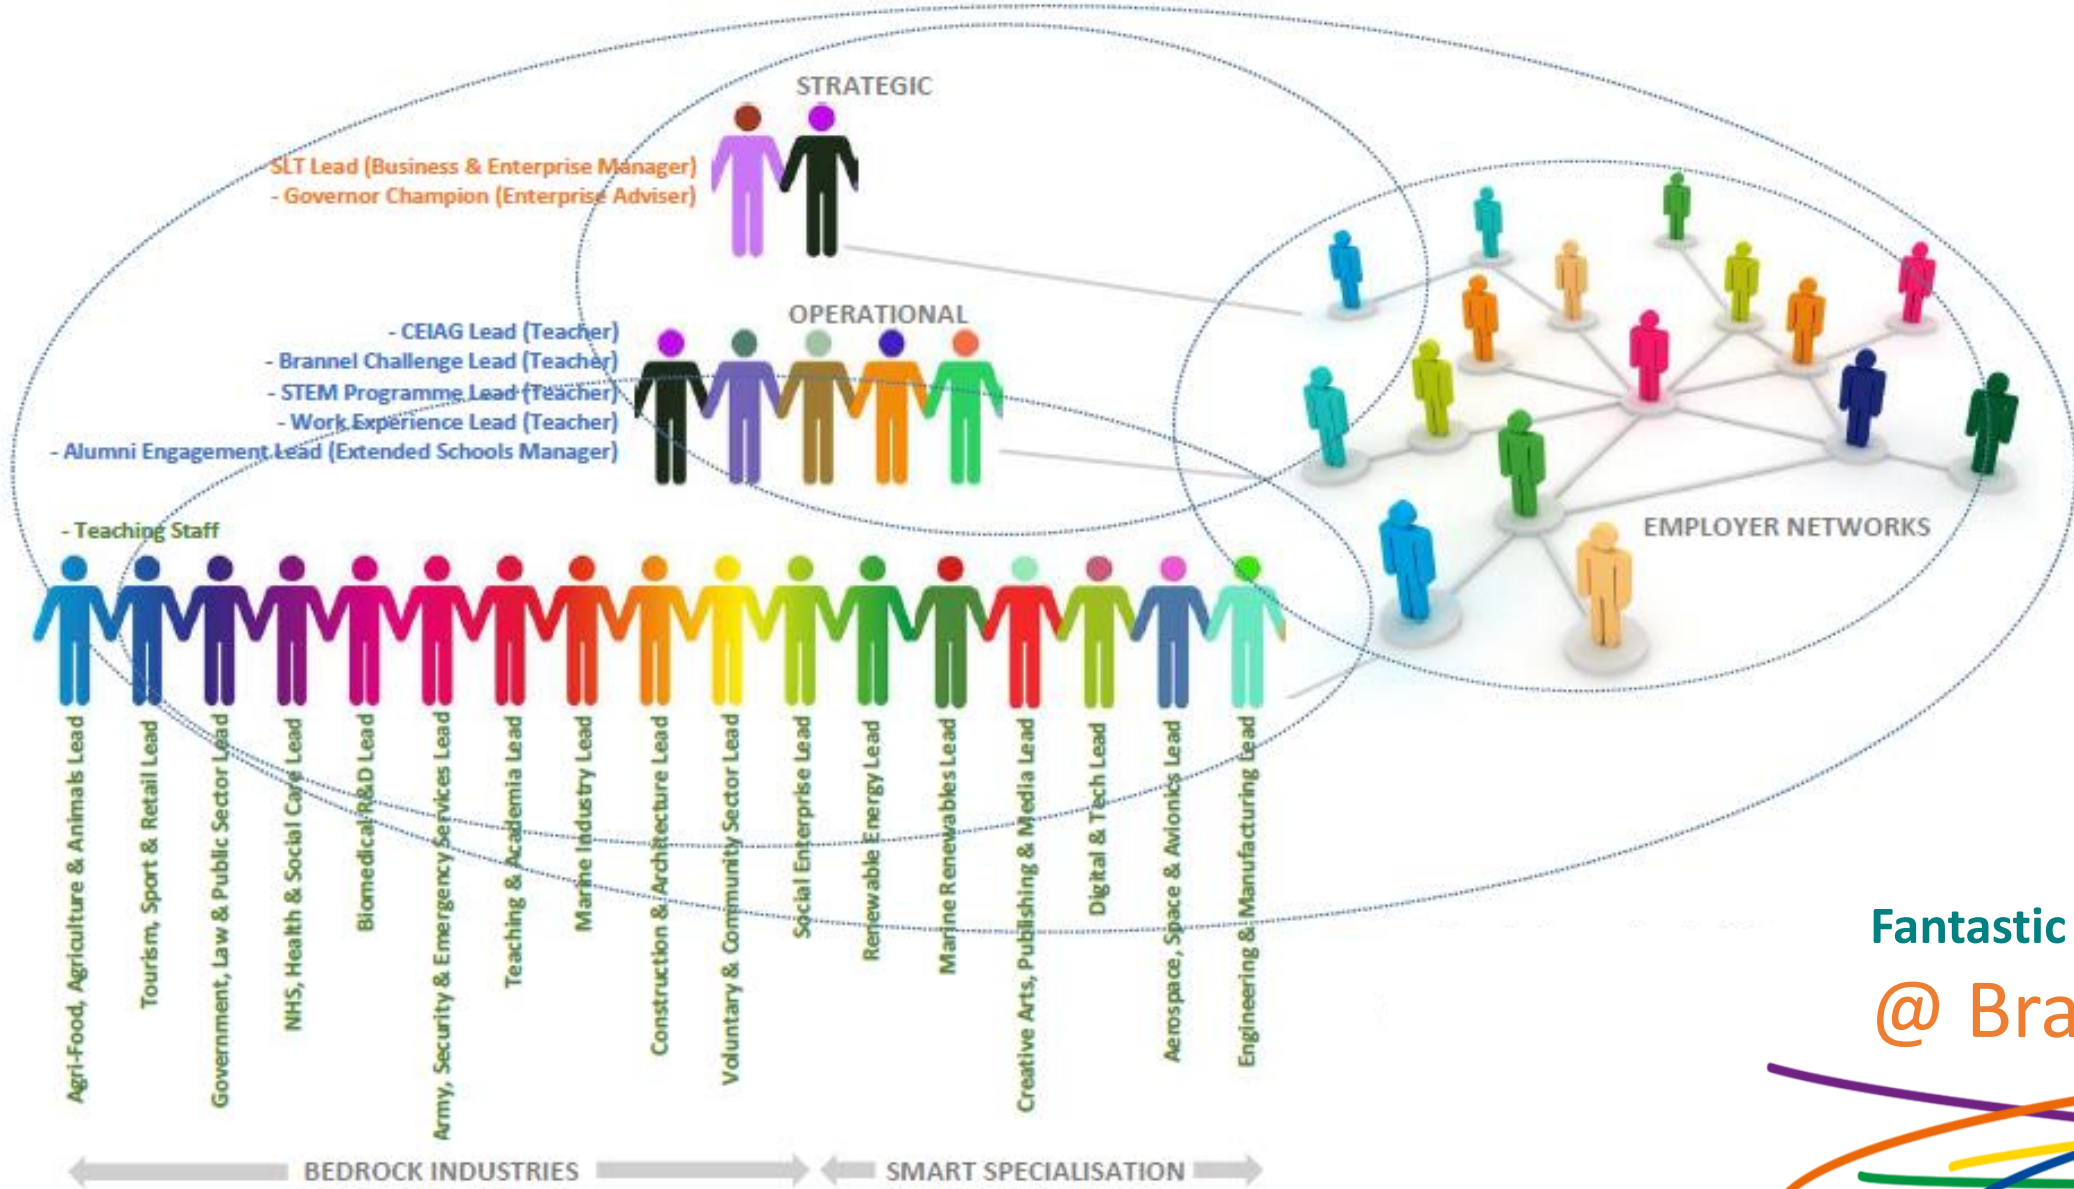 STRATEGIC
SLT Lead (Business & Enterprise Manager)
- Governor Champion (Enterprise Adviser)
OPERATIONAL
- CEIAG Lead (Teacher)
- Brannel Challenge Lead (Teacher)
- STEM Programme Lead (Teacher)
- Work Experience Lead (Teacher)
- Alumni Engagement Lead (Extended Schools Manager)
EMPLOYER NETWORKS
- Teaching Staff
Agri-Food, Agriculture & Animals Lead
Tourism, Sport & Retail Lead
Government, Law & Public Sector Lead
NHS, Health & Social Care Lead
Biomedical R&D Lead
Army, Security & Emergency Services Lead
Teaching & Academia Lead
Marine Industry Lead
Construction & Architecture Lead
Voluntary & Community Sector Lead
Social Enterprise Lead
Renewable Energy Lead
Marine Renewables Lead
Creative Arts, Publishing & Media Lead
Digital & Tech Lead
Aerospace, Space & Avionics Lead
Engineering & Manufacturing Lead
Fantastic
@ Bra
BEDROCK INDUSTRIES
SMART SPECIALISATION